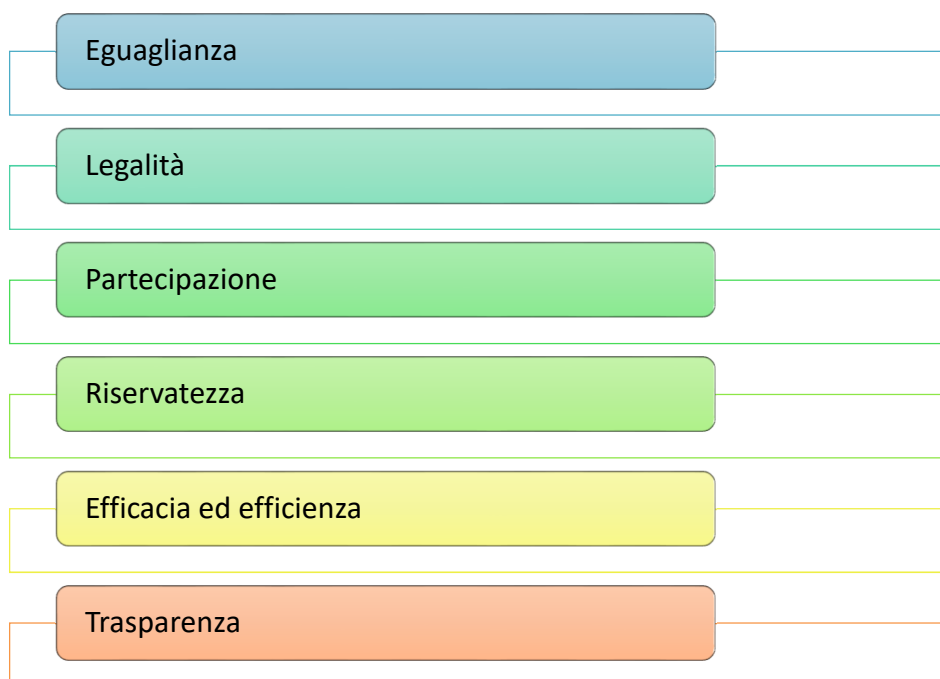 Eguaglianza
Legalità
Partecipazione
Riservatezza
Efficacia ed efficienza
Trasparenza